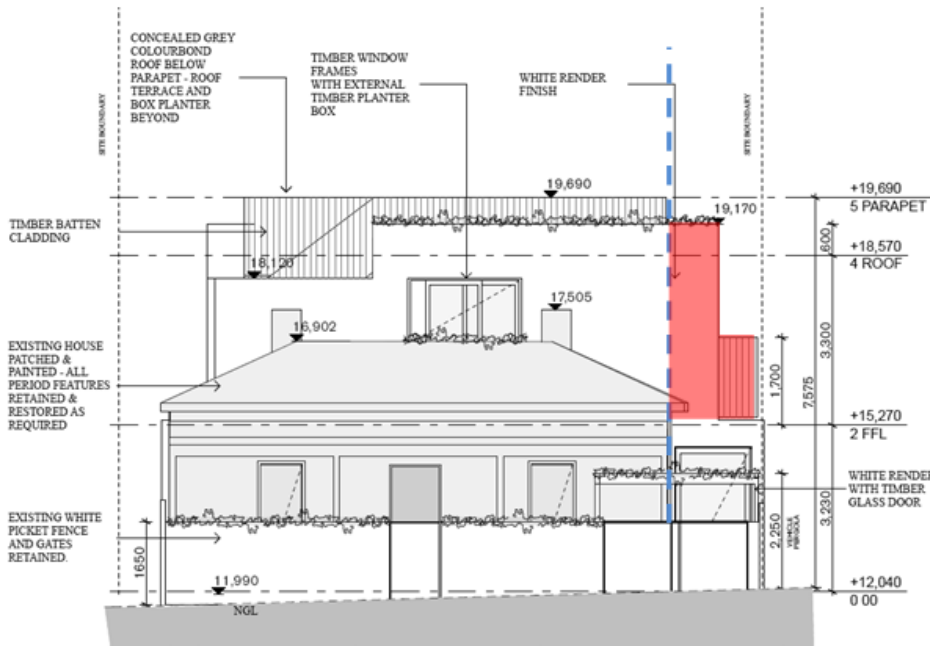 CONCEALED GREY
COLOURBOND
ROOF BELOW
PARAPET - ROOF
TERRACE AND
BOX PLANTER
BEYOND
TIMBER WINDOW
FRAMES
WITH EXTERNAL
TIMBER PLANTER
BOX
WHITE RENDER
FINISH
SITE BOUNDARY
SITE BOUNDARY
19,690
+19,690
5 PARAPET
19,170
TIMBER BATTEN
CLADDING
600
+18,570
4 ROOF
18,120
17,505
16,902
EXISTING HOUSE
PATCHED &
PAINTED - ALL
PERIOD FEATURES
RETAINED &
RESTORED AS
REQUIRED
1,700
7,575
3,300
+15,270
2 FFL
WHITE RENDER
WITH TIMBER
GLASS DOOR
EXISTING WHITE
PICKET FENCE
AND GATES
RETAINED.
1650
2,250
VEHICLE
PERGOLA
3,230
11,990
+12,040
0 00
NGL